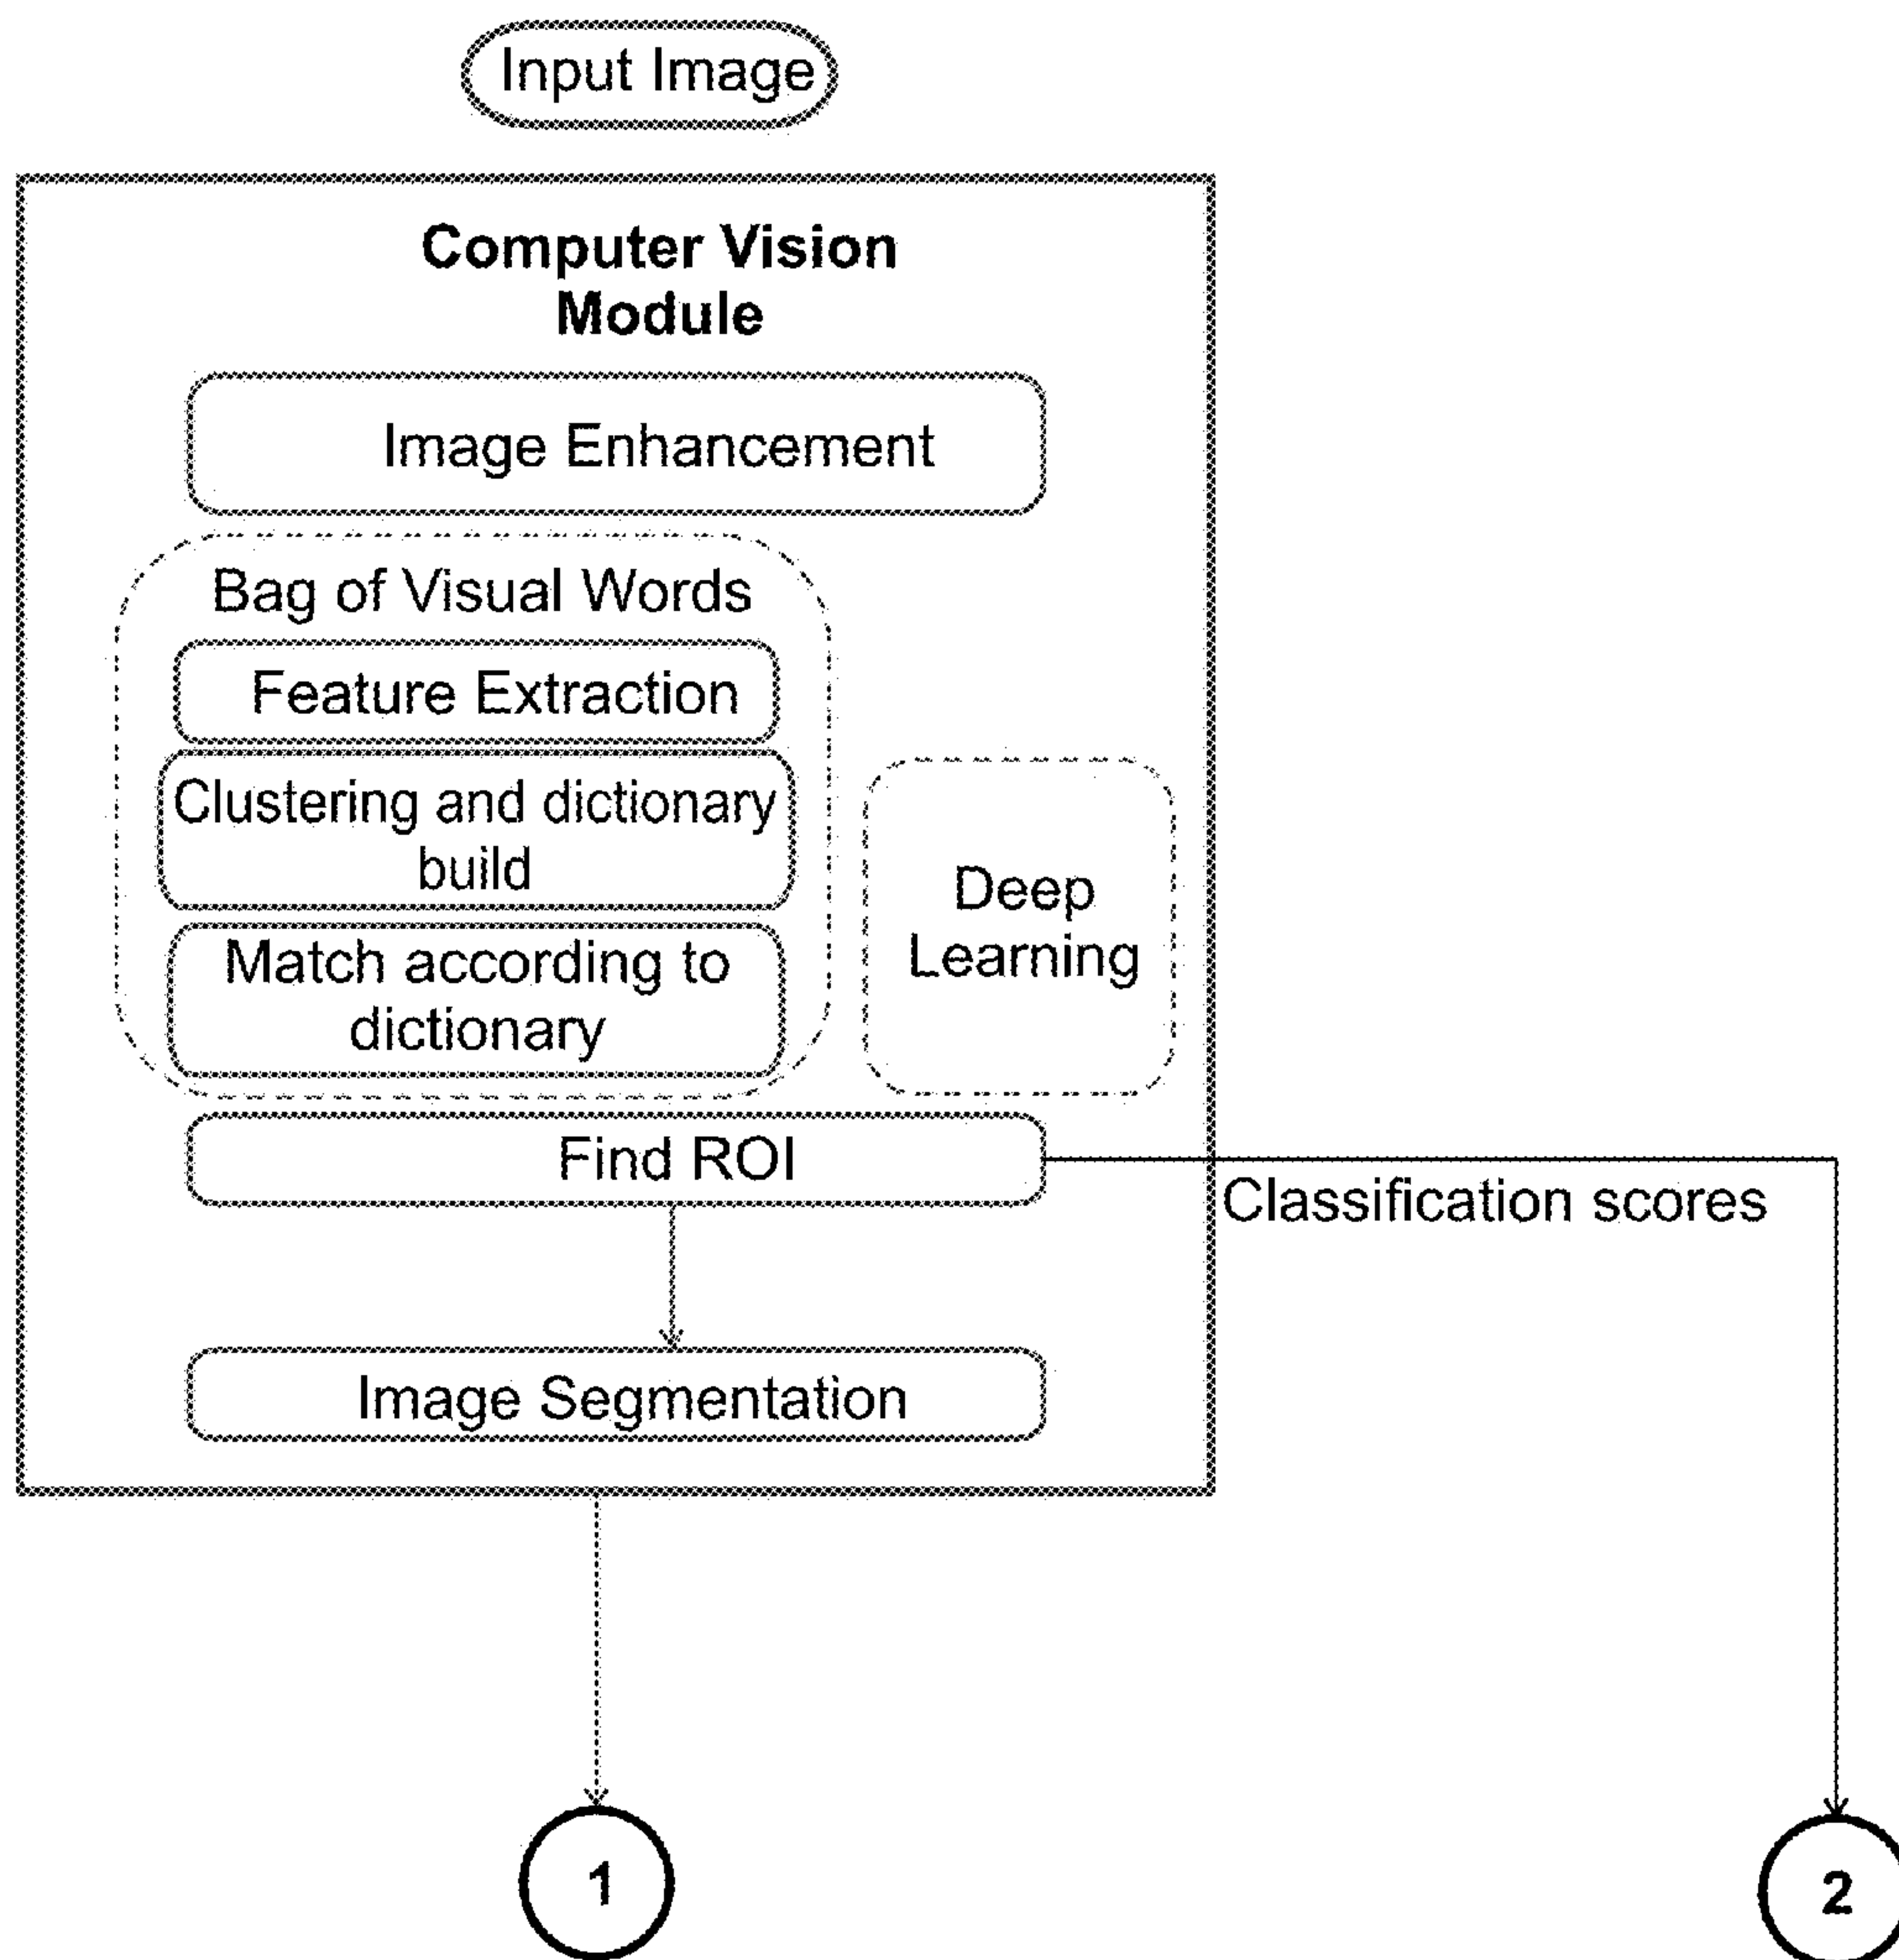 Input Image
Computer Vision
Module
Image Enhancement
Bag of Visual Words
Feature Extraction
Clustering and dictionary
build
Match according to
dictionary
Deep
Learning
Find ROI
Classification scores
Image Segmentation
1
2